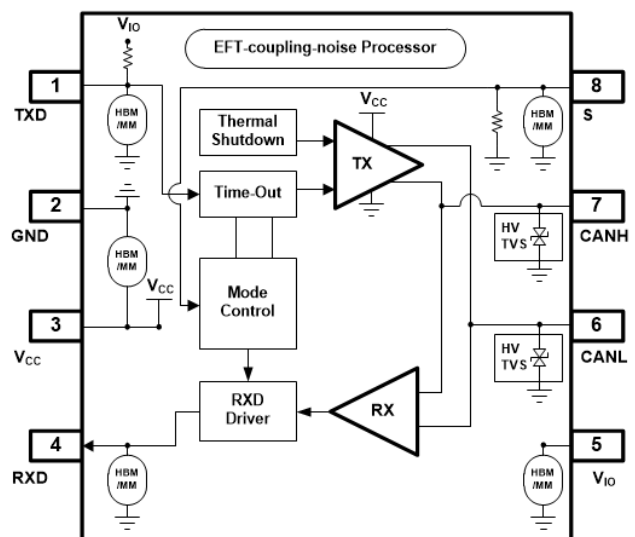 EFT-coupling-noise Processor
VIO
1
TXD
HBM
/MM
8
S
HBM
/MM
VCC
Thermal
Shutdown
TX
Time-Out
2
GND
HBM
/MM
7
CANH
HV
TVS
VCC
3
VCC
Mode
Control
6
CANL
HV
TVS
RXD
Driver
RX
4
RXD
HBM
/MM
5
VIO
HBM
/MM